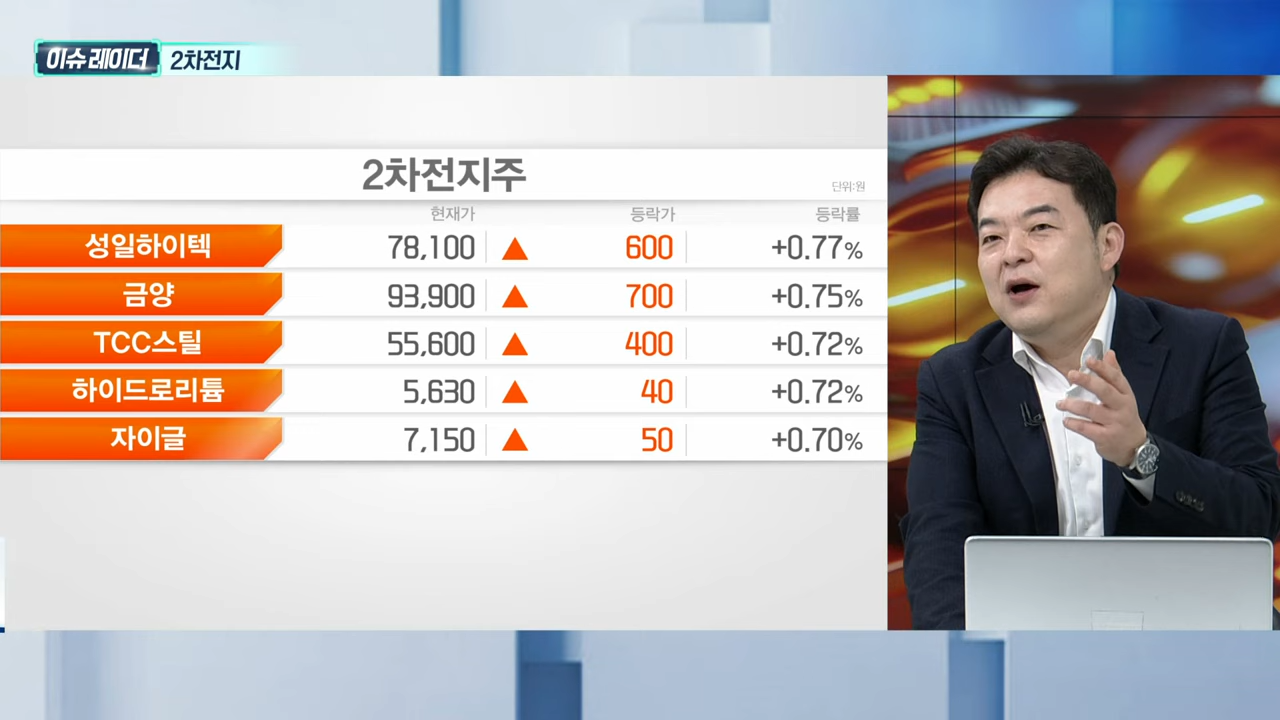 이슈 레이더 2차전지
2차전지주
단위:원
현재가 등락가 등락률
성일하이텍 78,100 ▲ 600 +0.77%
금양 93,900 ▲ 700 +0.75%
TCC스틸 55,600 ▲ 400 +0.72%
하이드로리튬 5,630 ▲ 40 +0.72%
자이글 7,150 ▲ 50 +0.70%